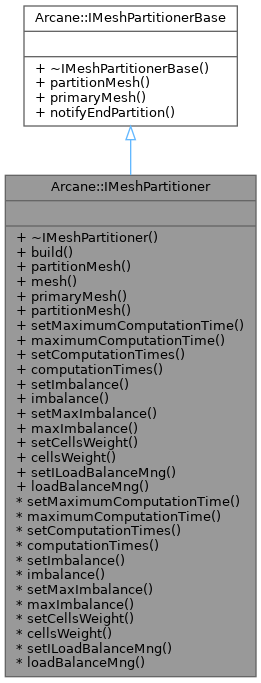 Arcane::IMeshPartitionerBase
+ ~IMeshPartitionerBase()
+ partitionMesh()
+ primaryMesh()
+ notifyEndPartition()
Arcane::IMeshPartitioner
+ ~IMeshPartitioner()
+ build()
+ partitionMesh()
+ mesh()
+ primaryMesh()
+ partitionMesh()
+ setMaximumComputationTime()
+ maximumComputationTime()
+ setComputationTimes()
+ computationTimes()
+ setImbalance()
+ imbalance()
+ setMaxImbalance()
+ maxImbalance()
+ setCellsWeight()
+ cellsWeight()
+ setILoadBalanceMng()
+ loadBalanceMng()
* setMaximumComputationTime()
* maximumComputationTime()
* setComputationTimes()
* computationTimes()
* setImbalance()
* imbalance()
* setMaxImbalance()
* maxImbalance()
* setCellsWeight()
* cellsWeight()
* setILoadBalanceMng()
* loadBalanceMng()